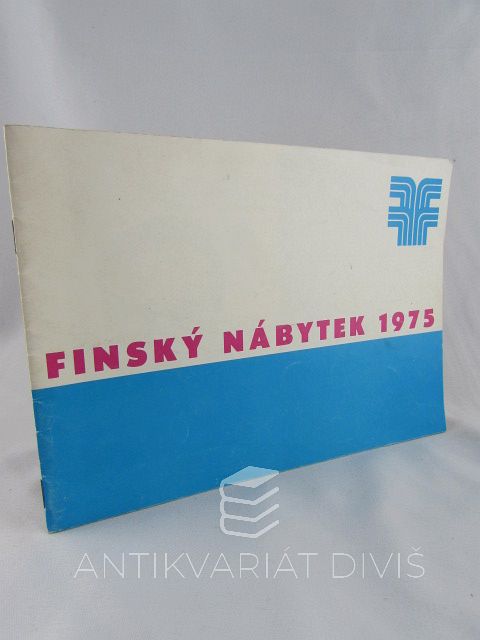 FINSKÝ NÁBYTEK 1975
ANTIKVARIÁT DIVIŠ